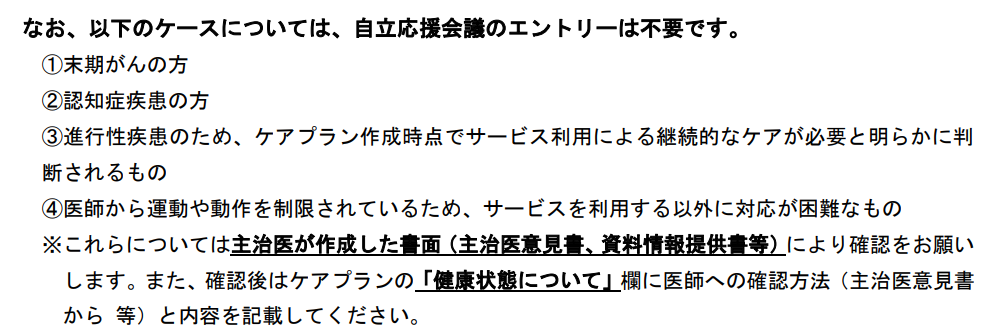 なお、以下のケースについては、自立応援会議のエントリーは不要です。
①末期がんの方
②認知症疾患の方
③進行性疾患のため、ケアプラン作成時点でサービス利用による継続的なケアが必要と明らかに判
断されるもの
④医師から運動や動作を制限されているため、サービスを利用する以外に対応が困難なもの
※これらについては主治医が作成した書面（主治医意見書、資料情報提供書等）により確認をお願い
します。また、確認後はケアプランの「健康状態について」欄に医師への確認方法（主治医意見書
から 等）と内容を記載してください。